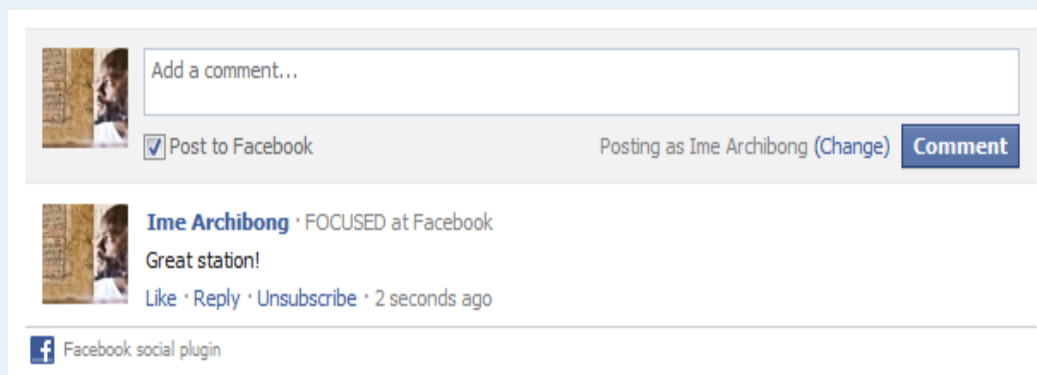 Add a comment...
Post to Facebook
Posting as Ime Archibong (Change) Comment
Ime Archibong · FOCUSED at Facebook
Great station!
Like · Reply · Unsubscribe · 2 seconds ago
f Facebook social plugin